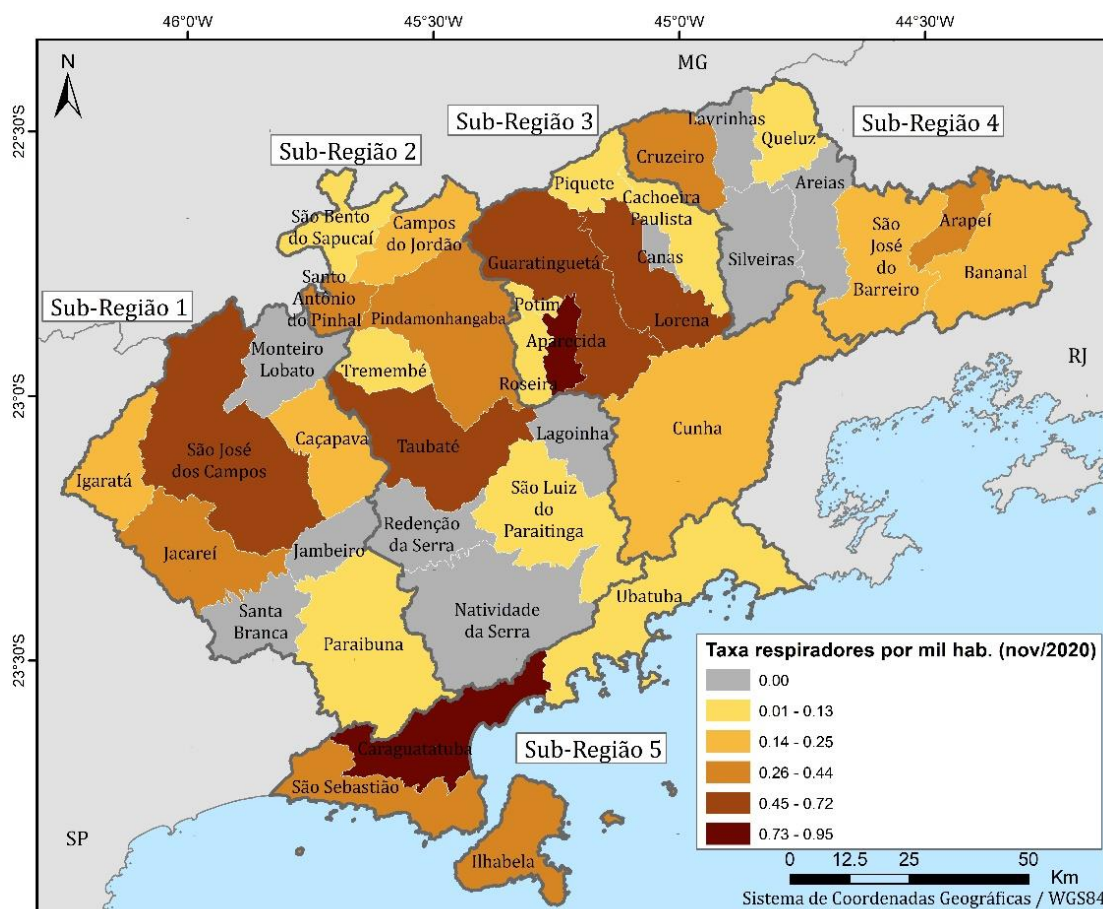 46°0'W
45°30'W
45°0'W
44°30'W
N
MG
22°30'S
23°0'S
23°30'S
Sub-Região 3
Sub-Região 4
Sub-Região 2
Sub-Região 1
Lavrinhas
Queluz
Cruzeiro
Areias
Piquete
Cachoeira
Paulista
São Bento
do Sapucaí
Campos
do Jordão
Arapeí
São
José
do
Barreiro
Bananal
Guaratinguetá
Canas
Silveiras
Santo
Antônio
do Pinhal
Pindamonhangaba
Potim
Lorena
Aparecida
Monteiro
Lobato
Tremembé
Roseira
RJ
Cunha
Lagoinha
Caçapava
Taubaté
São José
dos Campos
Igaratá
São Luiz
do
Paraitinga
Redenção
da Serra
Jambeiro
Jacareí
Ubatuba
Natividade
da Serra
Santa
Branca
Paraibuna
Sub-Região 5
Caraguatatuba
São Sebastião
Ilhabela
SP
Taxa respiradores por mil hab. (nov/2020)
0.00
0.01 - 0.13
0.14 - 0.25
0.26 - 0.44
0.45 - 0.72
0.73 - 0.95
0 12.5 25 50
Km
Sistema de Coordenadas Geográficas / WGS84